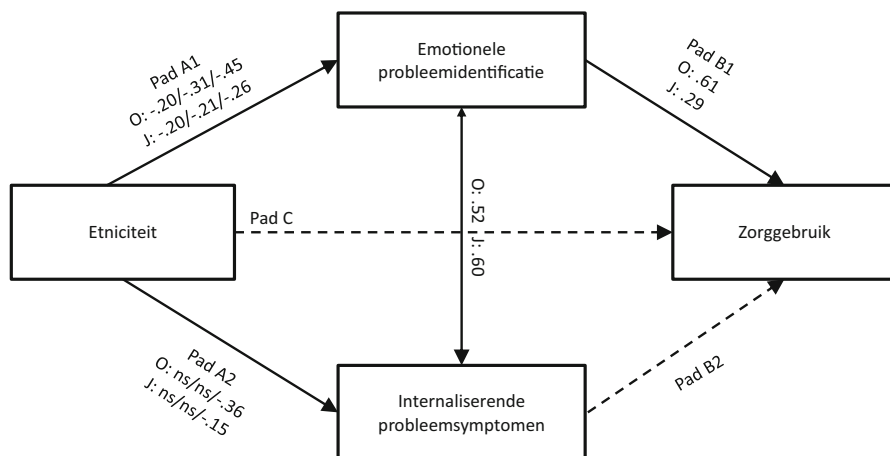 Emotionele
probleemidentificatie
Pad A1
O: -.20/-.31/-.45
J: -.20/-.21/-.26
Pad B1
O: .61
J: .29
Etniciteit
Pad C
O: .52 J: .60
Zorggebruik
Pad A2
O: ns/ns/-.36
J: ns/ns/-.15
Internaliserende
probleemsymptomen
Pad B2